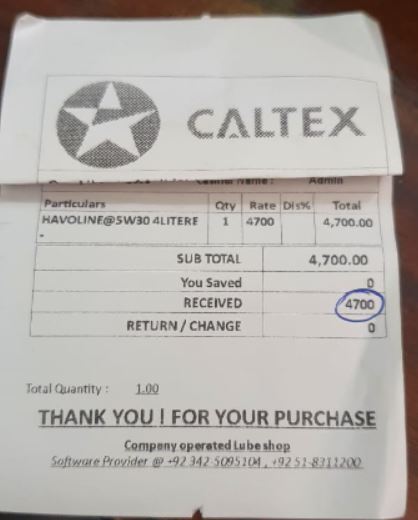 CALTEX
Name : Admin
Particulars Qty Rate Dis% Total
HAVOLINE@5W30 4LITERE 1 4700 4,700.00
-
SUB TOTAL 4,700.00
You Saved 0
RECEIVED 4700
RETURN / CHANGE 0
Total Quantity : 1.00
THANK YOU ! FOR YOUR PURCHASE
Company operated Lube shop
Software Provider @ +92 342-5095104 , +92 51-8311200